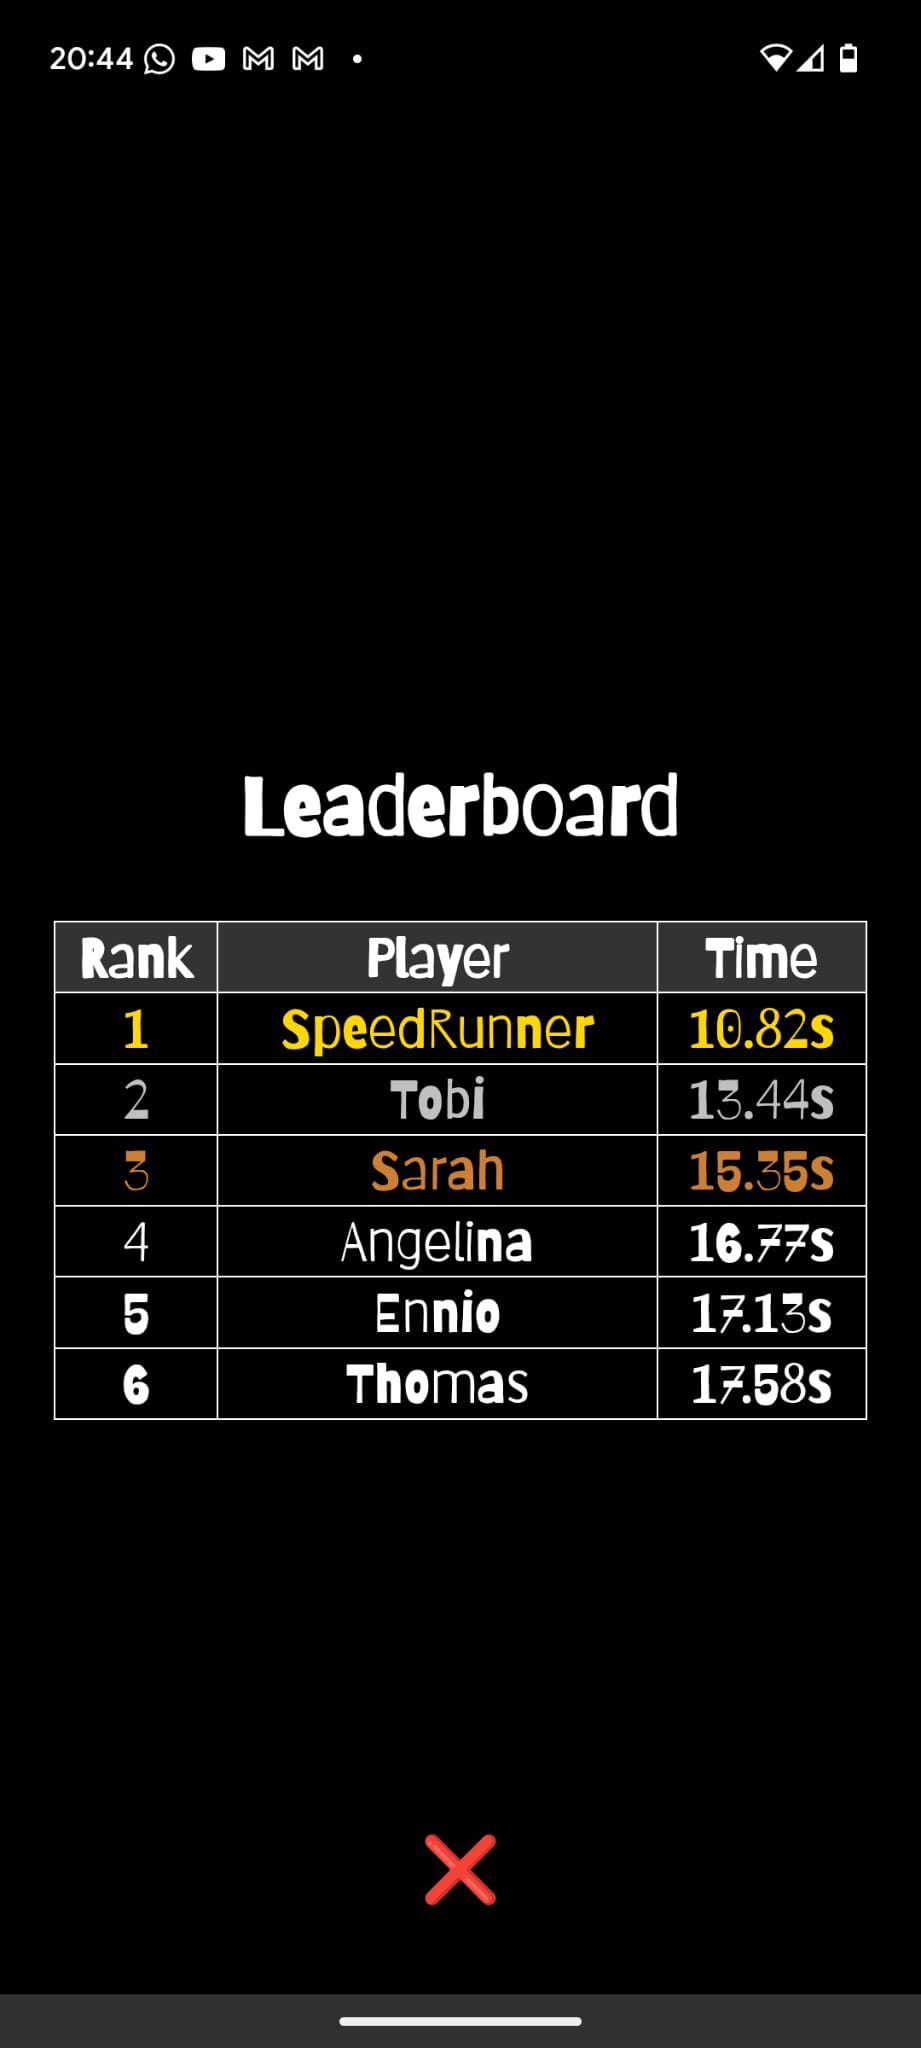 20:44
Leaderboard
Rank Player Time
1 SpeedRunner 10.82s
2 Tobi 13.44s
3 Sarah 15.35s
4 Angelina 16.77s
5 Ennio 17.13s
6 Thomas 17.58s